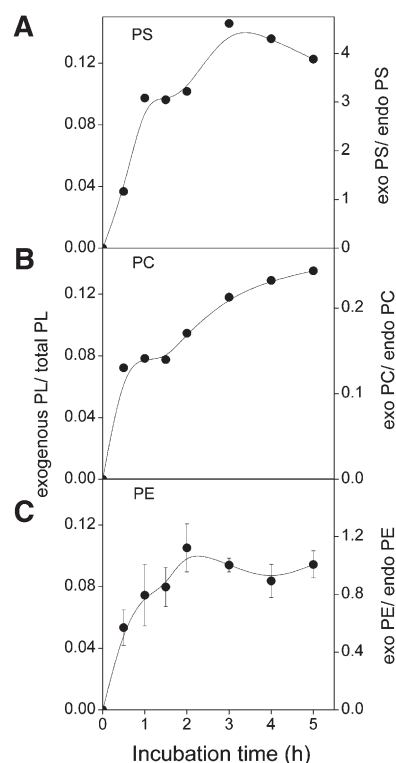 A
PS
0.12
0.08
0.04
0.00
4
3
2
1
0
exo PS/ endo PS
B
PC
0.12
0.08
0.04
0.00
0.2
0.1
0.0
exogenous PL/ total PL
exo PC/ endo PC
C
PE
0.12
0.08
0.04
0.00
1.2
0.8
0.4
0.0
exo PE/ endo PE
0 1 2 3 4 5
Incubation time (h)